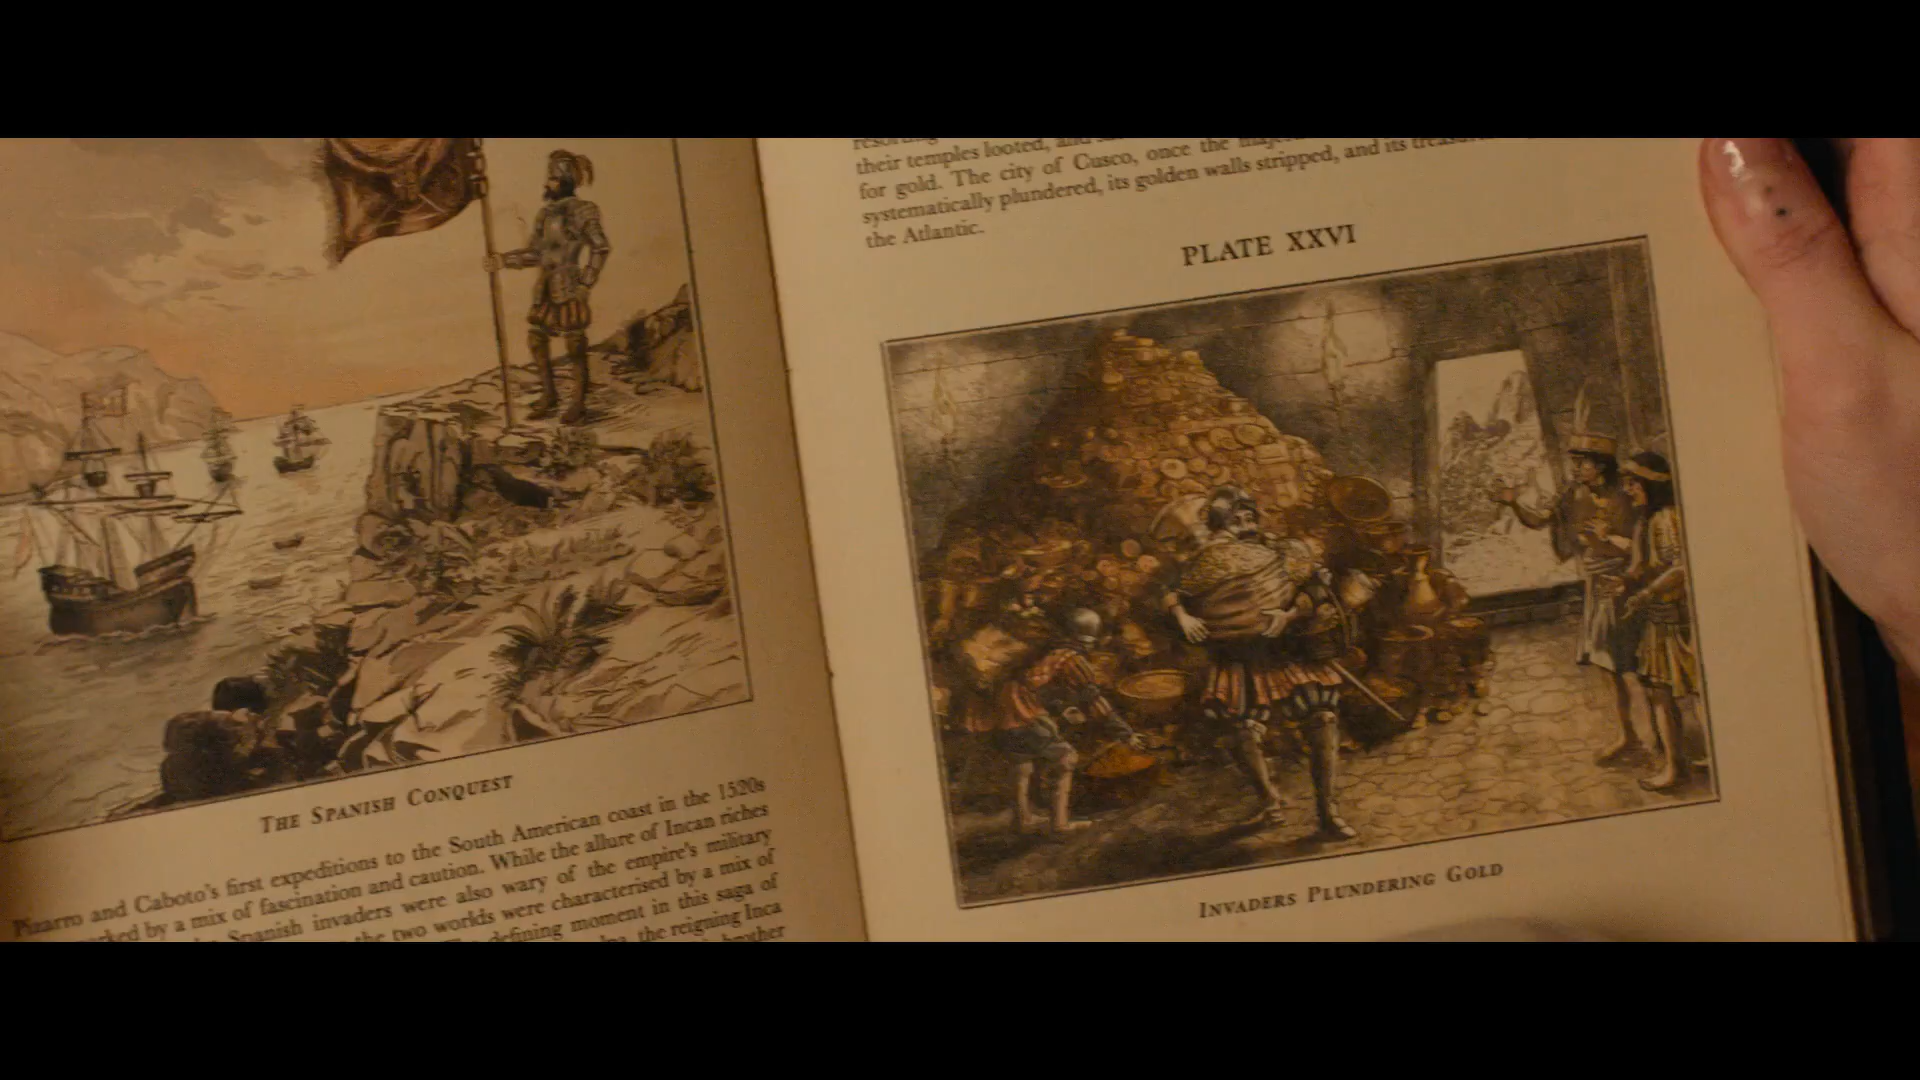 THE SPANISH CONQUEST
Pizarro and Caboto's first expeditions to the South American coast in the 1520s
by a mix of fascination and caution. While the allure of Incan riches
Spanish invaders were also wary of the empire's military
the two worlds were characterised by a mix of
defining moment in this saga of
the reigning Inca
brother
their temples looted, and
for gold. The city of Cusco, once the
systematically plundered, its golden walls stripped, and its
the Atlantic.
PLATE XXVI
INVADERS PLUNDERING GOLD